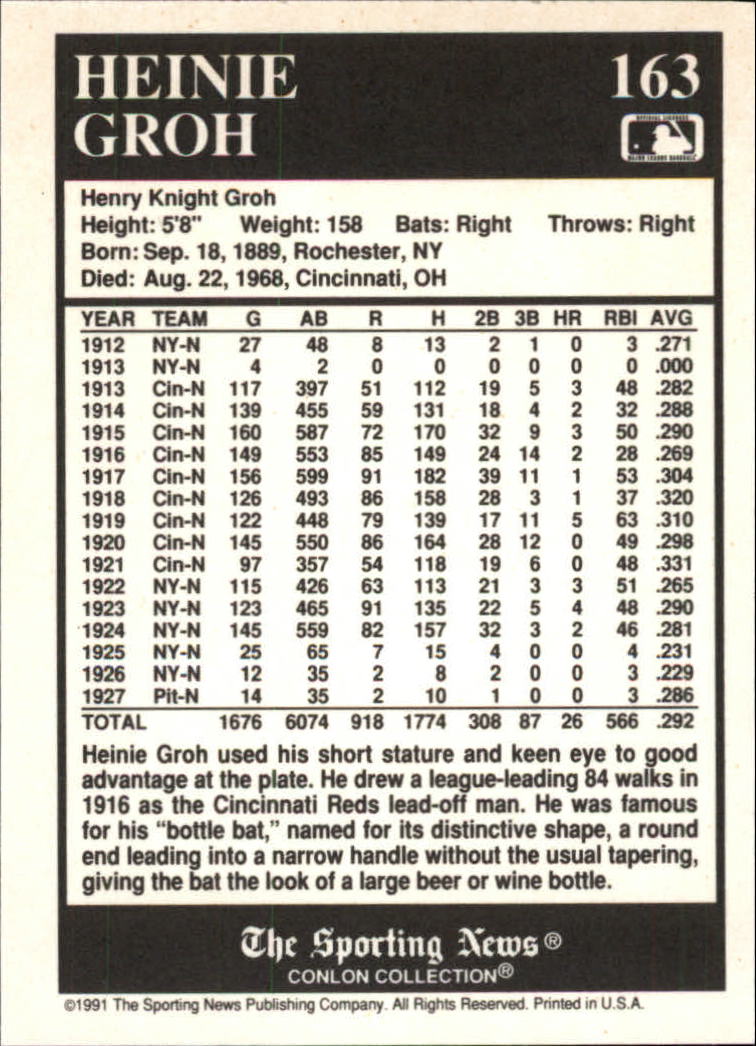 HEINIE 163
GROH
OFFICIAL LICENSEE
MAJOR LEAGUE BASEBALL
Henry Knight Groh
Height: 5'8" Weight: 158 Bats: Right Throws: Right
Born: Sep. 18, 1889, Rochester, NY
Died: Aug. 22, 1968, Cincinnati, OH
YEAR TEAM G AB R H 2B 3B HR RBI AVG
1912 NY-N 27 48 8 13 2 1 0 3 .271
1913 NY-N 4 2 0 0 0 0 0 0 .000
1913 Cin-N 117 397 51 112 19 5 3 48 .282
1914 Cin-N 139 455 59 131 18 4 2 32 .288
1915 Cin-N 160 587 72 170 32 9 3 50 .290
1916 Cin-N 149 553 85 149 24 14 2 28 .269
1917 Cin-N 156 599 91 182 39 11 1 53 .304
1918 Cin-N 126 493 86 158 28 3 1 37 .320
1919 Cin-N 122 448 79 139 17 11 5 63 .310
1920 Cin-N 145 550 86 164 28 12 0 49 .298
1921 Cin-N 97 357 54 118 19 6 0 48 .331
1922 NY-N 115 426 63 113 21 3 3 51 .265
1923 NY-N 123 465 91 135 22 5 4 48 .290
1924 NY-N 145 559 82 157 32 3 2 46 .281
1925 NY-N 25 65 7 15 4 0 0 4 .231
1926 NY-N 12 35 2 8 2 0 0 3 .229
1927 Pit-N 14 35 2 10 1 0 0 3 .286
TOTAL 1676 6074 918 1774 308 87 26 566 .292
Heinie Groh used his short stature and keen eye to good
advantage at the plate. He drew a league-leading 84 walks in
1916 as the Cincinnati Reds lead-off man. He was famous
for his "bottle bat," named for its distinctive shape, a round
end leading into a narrow handle without the usual tapering,
giving the bat the look of a large beer or wine bottle.
The Sporting News®
CONLON COLLECTION®
©1991 The Sporting News Publishing Company. All Rights Reserved. Printed in U.S.A.